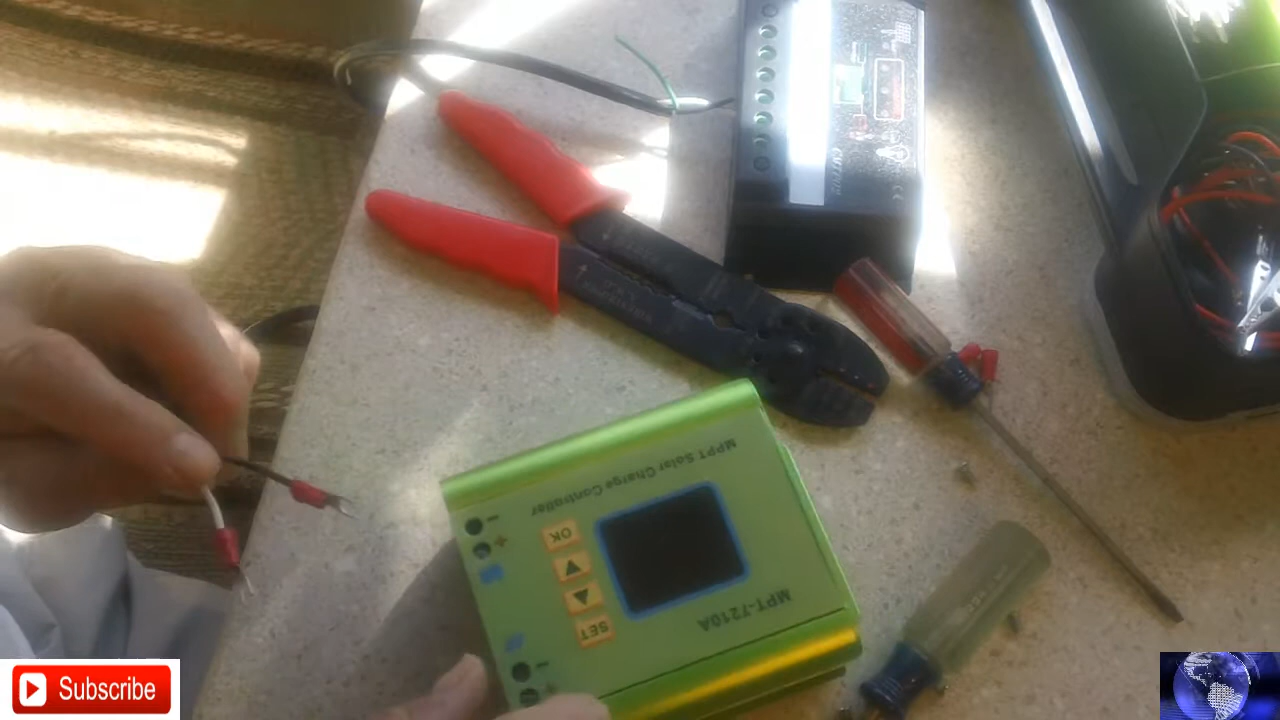 MPPT Solar Charge Controller
OK
SET
MPT-7210A
Subscribe